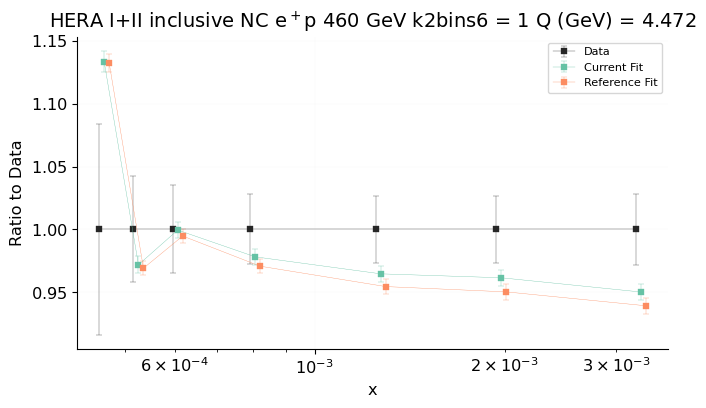 HERA I+II inclusive NC e⁺p 460 GeV k2bins6 = 1 Q (GeV) = 4.472
Data
Current Fit
Reference Fit
Ratio to Data
1.15
1.10
1.05
1.00
0.95
6 × 10⁻⁴
10⁻³
2 × 10⁻³
3 × 10⁻³
x